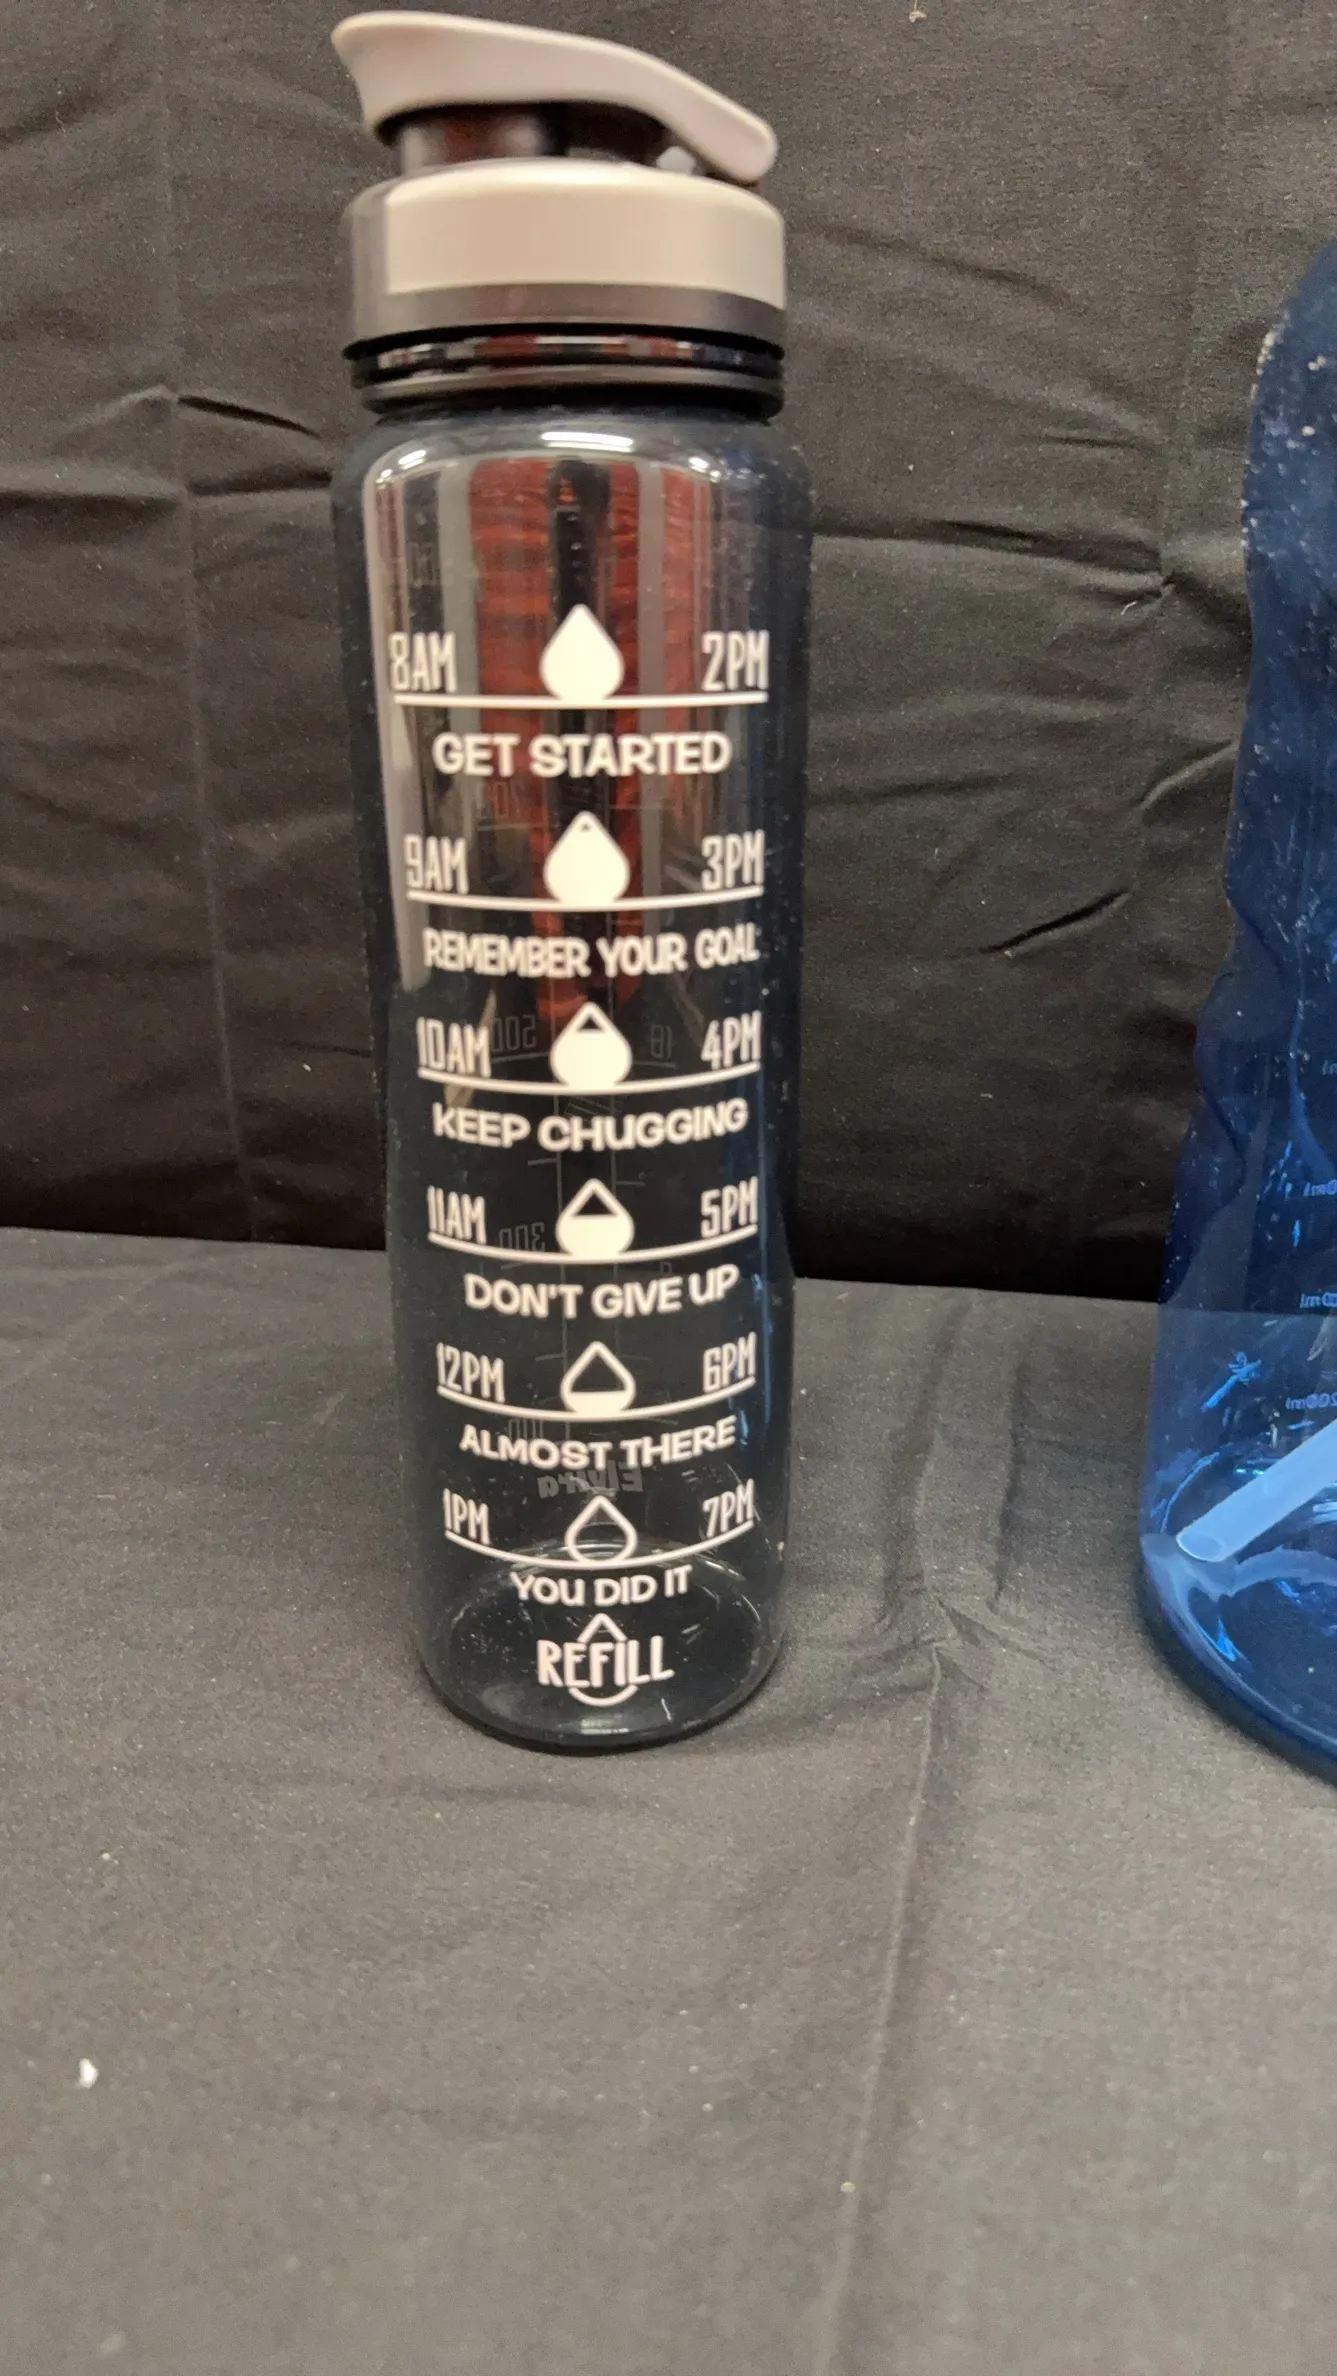 8AM 2PM
GET STARTED
9AM 3PM
REMEMBER YOUR GOAL
10AM 4PM
KEEP CHUGGING
11AM 5PM
DON'T GIVE UP
12PM 6PM
ALMOST THERE
1PM 7PM
YOU DID IT
REFILL